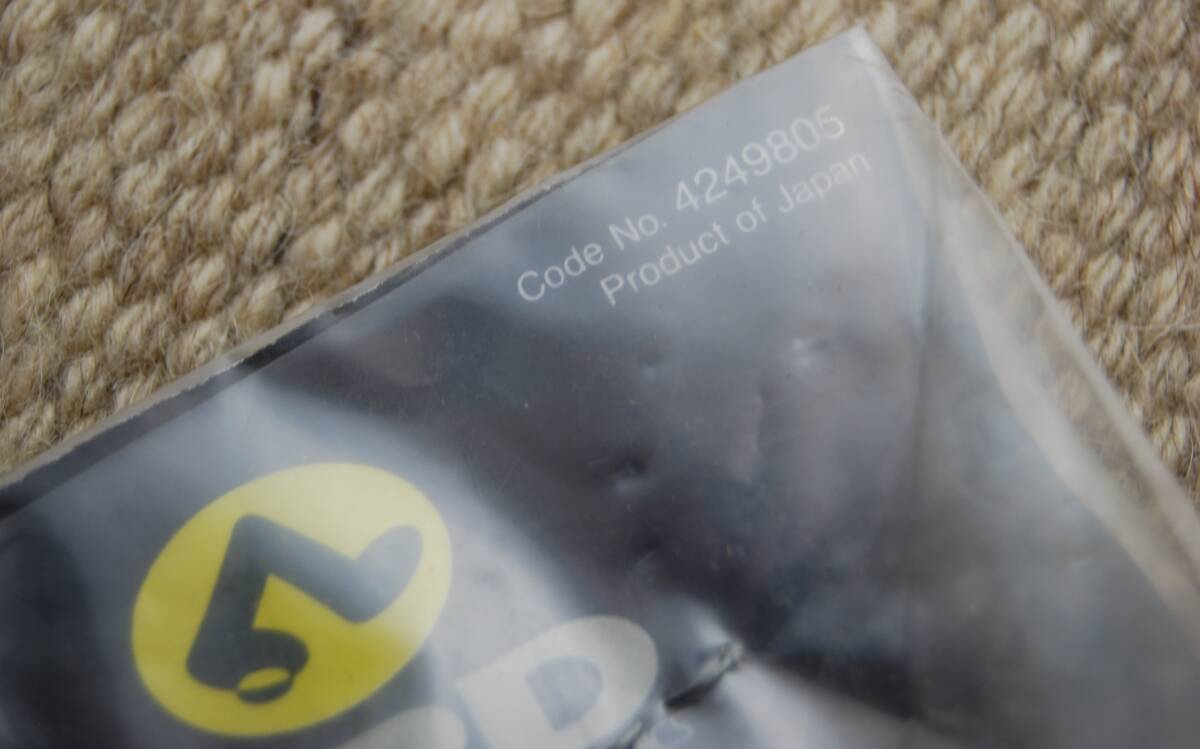 Code No. 4249805
Product of Japan